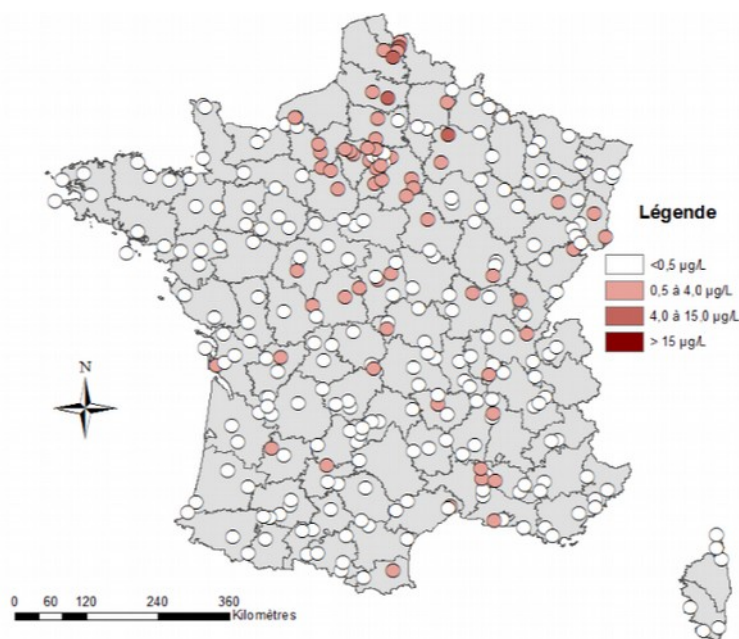 Légende
<0,5 µg/L
0,5 à 4,0 µg/L
4,0 à 15,0 µg/L
> 15 µg/L
N
0 60 120 240 360
Kilomètres